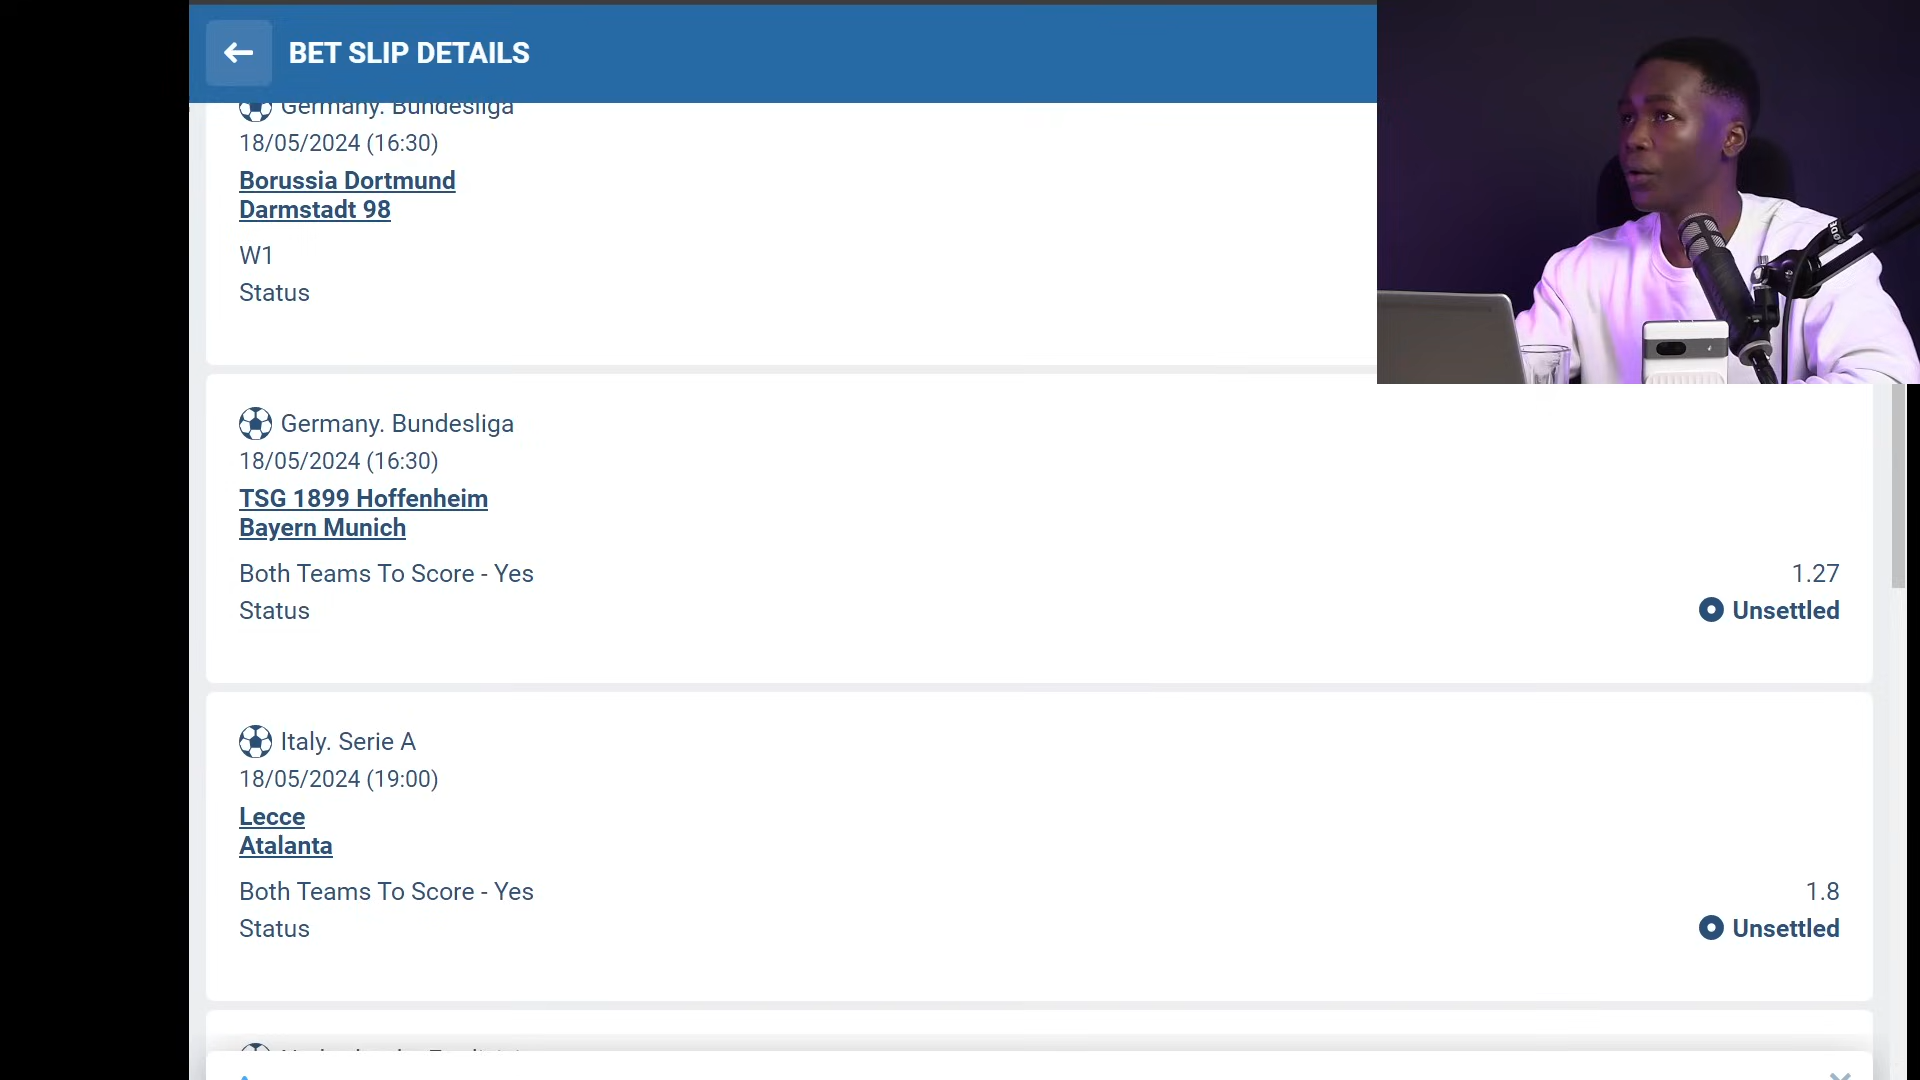 BET SLIP DETAILS
Germany. Bundesliga
18/05/2024 (16:30)
Borussia Dortmund
Darmstadt 98
W1
Status
Germany. Bundesliga
18/05/2024 (16:30)
TSG 1899 Hoffenheim
Bayern Munich
Both Teams To Score - Yes
1.27
Status
Unsettled
Italy. Serie A
18/05/2024 (19:00)
Lecce
Atalanta
Both Teams To Score - Yes
1.8
Status
Unsettled